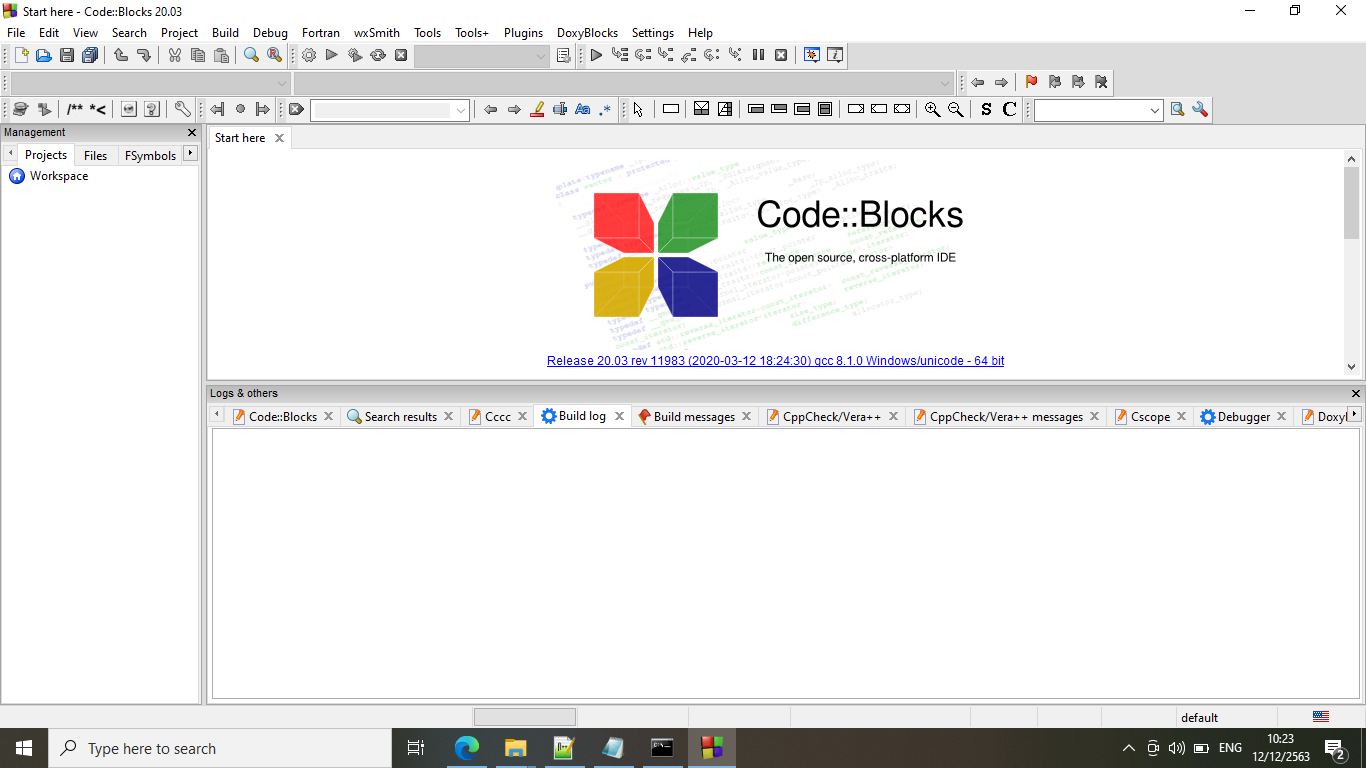 Start here - Code::Blocks 20.03
File Edit View Search Project Build Debug Fortran wxSmith Tools Tools+ Plugins DoxyBlocks Settings Help
/** *< Aa .* S C
Management
Projects Files FSymbols
Workspace
Start here
Code::Blocks
The open source, cross-platform IDE
Release 20.03 rev 11983 (2020-03-12 18:24:30) gcc 8.1.0 Windows/unicode - 64 bit
Logs & others
Code::Blocks Search results Cccc Build log Build messages CppCheck/Vera++ CppCheck/Vera++ messages Cscope Debugger
default
Type here to search
ENG
10:23
12/12/2563
2